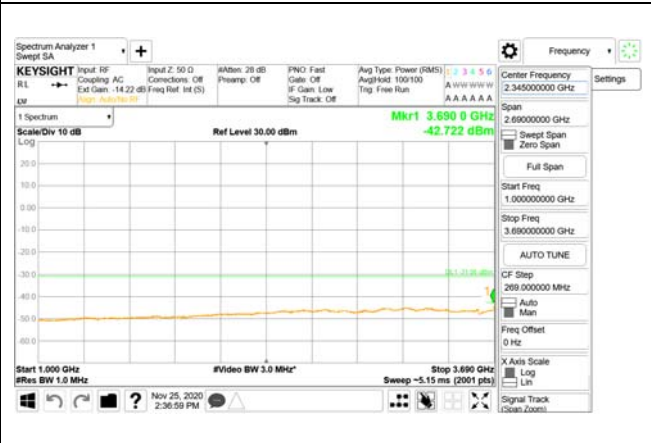 Spectrum Analyzer 1
Swept SA
Frequency
KEYSIGHT
Input: RF
Input Z: 50 Ω
#Atten: 28 dB
PNO: Fast
Avg Type: Power (RMS)
1 2 3 4 5 6
R L
Coupling: AC
Corrections: Off
Preamp: Off
Gate: Off
Avg|Hold: 100/100
A W W W W W
Ext Gain: -14.22 dB
Freq Ref: Int (S)
IF Gain: Low
Trig: Free Run
Align: Auto/No RF
Sig Track: Off
A A A A A A
1 Spectrum
Mkr1 3.690 0 GHz
Scale/Div 10 dB
Ref Level 30.00 dBm
-42.722 dBm
Log
20.0
10.0
0.00
-10.0
-20.0
-30.0
-40.0
-50.0
-60.0
1
Start 1.000 GHz
#Video BW 3.0 MHz*
Stop 3.690 GHz
#Res BW 1.0 MHz
Sweep ~5.15 ms (2001 pts)
?
Nov 25, 2020
2:36:59 PM
Center Frequency
2.345000000 GHz
Settings
Span
2.69000000 GHz
Swept Span
Zero Span
Full Span
Start Freq
1.000000000 GHz
Stop Freq
3.690000000 GHz
AUTO TUNE
CF Step
269.000000 MHz
Auto
Man
Freq Offset
0 Hz
X Axis Scale
Log
Lin
Signal Track
(Span Zoom)